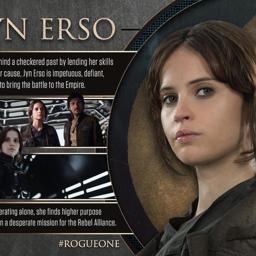 YN ERSO
hind a checkered past by lending her skills
r cause, Jyn Erso is impetuous, defiant,
to bring the battle to the Empire.
erating alone, she finds higher purpose
n a desperate mission for the Rebel Alliance.
#ROGUEONE